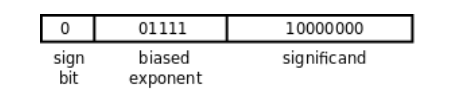 0 01111 10000000
sign biased significand
bit exponent